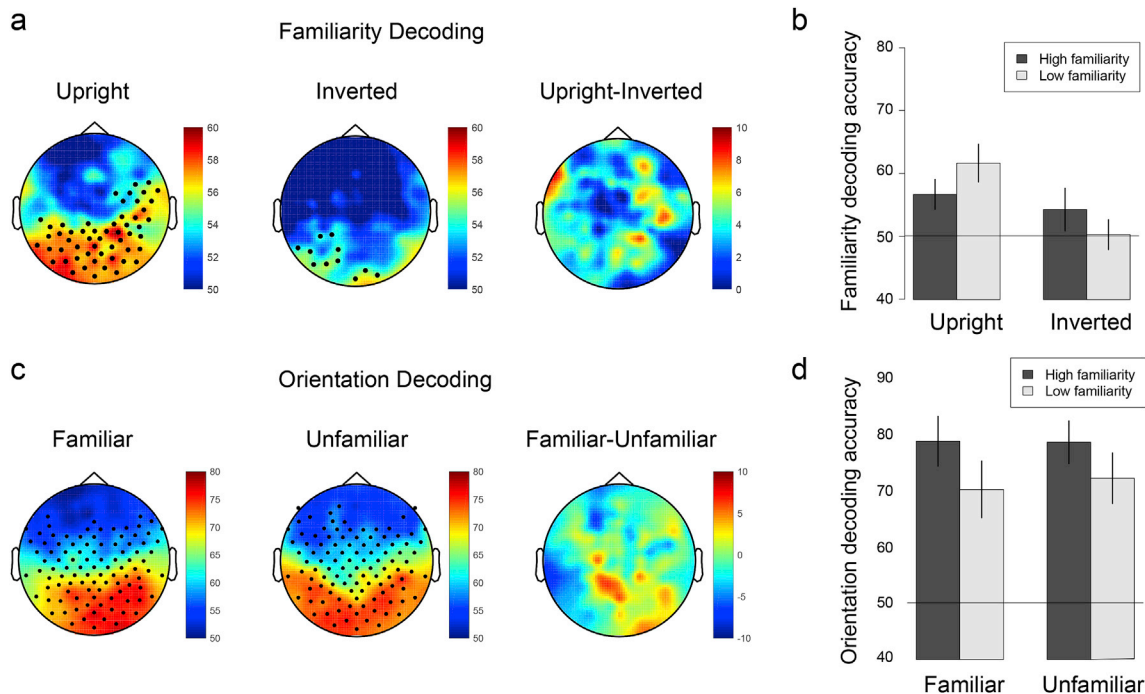 a
Familiarity Decoding
Upright
Inverted
Upright-Inverted
60
58
56
54
52
50
60
58
56
54
52
50
10
8
6
4
2
0
b
High familiarity
Low familiarity
Familiarity decoding accuracy
80
70
60
50
40
Upright
Inverted
c
Orientation Decoding
Familiar
Unfamiliar
Familiar-Unfamiliar
80
75
70
65
60
55
50
80
75
70
65
60
55
50
10
5
0
-5
-10
d
High familiarity
Low familiarity
Orientation decoding accuracy
90
80
70
60
50
40
Familiar
Unfamiliar